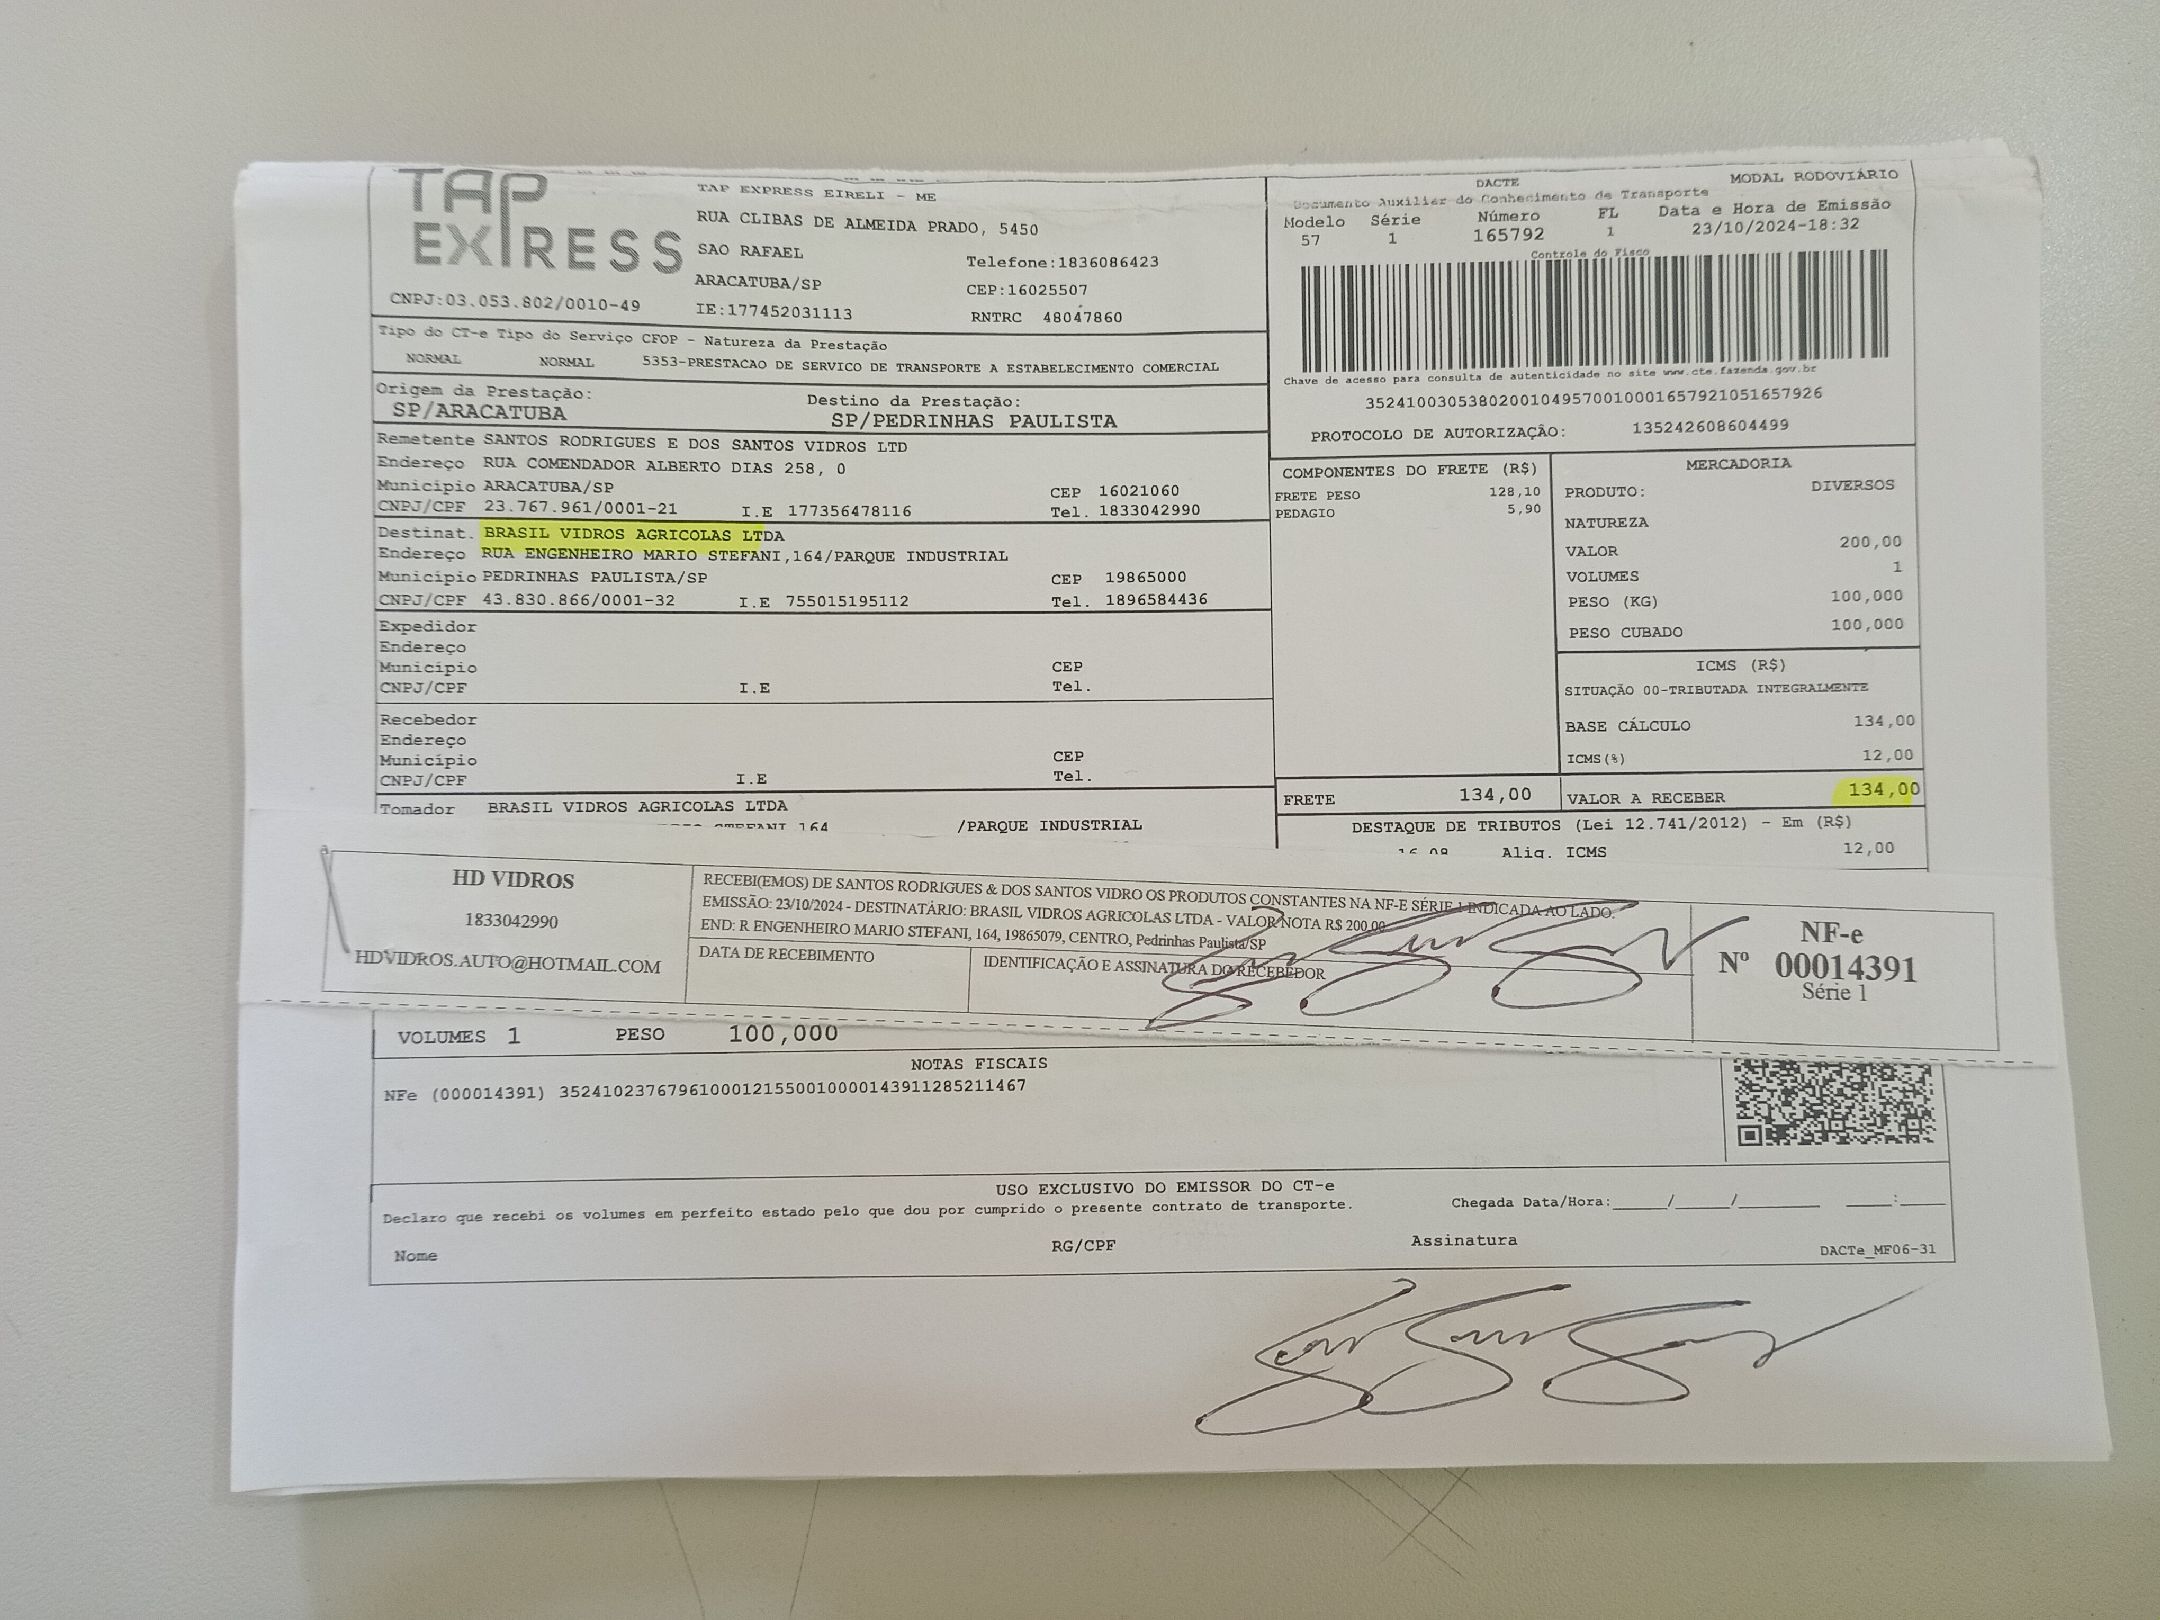 TAP
EXPRESS
CNPJ:03.053.802/0010-49
TAP EXPRESS EIRELI - ME
RUA CLIBAS DE ALMEIDA PRADO, 5450
SAO RAFAEL
Telefone:1836086423
ARACATUBA/SP
CEP:16025507
IE:177452031113
RNTRC 48047860
DACTE
MODAL RODOVIÁRIO
Documento Auxiliar do Conhecimento de Transporte
Modelo Série Número FL Data e Hora de Emissão
57 1 165792 1 23/10/2024-18:32
Controle do Fisco
Chave de acesso para consulta de autenticidade no site www.cte.fazenda.gov.br
35241003053802001049570010001657921051657926
PROTOCOLO DE AUTORIZAÇÃO: 135242608604499
Tipo do CT-e Tipo do Serviço CFOP - Natureza da Prestação
NORMAL NORMAL 5353-PRESTACAO DE SERVICO DE TRANSPORTE A ESTABELECIMENTO COMERCIAL
Origem da Prestação: Destino da Prestação:
SP/ARACATUBA SP/PEDRINHAS PAULISTA
Remetente SANTOS RODRIGUES E DOS SANTOS VIDROS LTD
Endereço RUA COMENDADOR ALBERTO DIAS 258, 0
Município ARACATUBA/SP CEP 16021060
CNPJ/CPF 23.767.961/0001-21 I.E 177356478116 Tel. 1833042990
Destinat. BRASIL VIDROS AGRICOLAS LTDA
Endereço RUA ENGENHEIRO MARIO STEFANI,164/PARQUE INDUSTRIAL
Município PEDRINHAS PAULISTA/SP CEP 19865000
CNPJ/CPF 43.830.866/0001-32 I.E 755015195112 Tel. 1896584436
Expedidor
Endereço
Município CEP
CNPJ/CPF I.E Tel.
Recebedor
Endereço
Município CEP
CNPJ/CPF I.E Tel.
Tomador BRASIL VIDROS AGRICOLAS LTDA
STEFANI 164 /PARQUE INDUSTRIAL
COMPONENTES DO FRETE (R$)
FRETE PESO 128,10
PEDAGIO 5,90
MERCADORIA
PRODUTO: DIVERSOS
NATUREZA
VALOR 200,00
VOLUMES 1
PESO (KG) 100,000
PESO CUBADO 100,000
ICMS (R$)
SITUAÇÃO 00-TRIBUTADA INTEGRALMENTE
BASE CÁLCULO 134,00
ICMS(%) 12,00
FRETE 134,00 VALOR A RECEBER 134,00
DESTAQUE DE TRIBUTOS (Lei 12.741/2012) - Em (R$)
16,08 Aliq. ICMS 12,00
HD VIDROS
1833042990
HDVIDROS.AUTO@HOTMAIL.COM
RECEBI(EMOS) DE SANTOS RODRIGUES & DOS SANTOS VIDRO OS PRODUTOS CONSTANTES NA NF-E SÉRIE 1 INDICADA AO LADO.
EMISSÃO: 23/10/2024 - DESTINATÁRIO: BRASIL VIDROS AGRICOLAS LTDA - VALOR NOTA R$ 200,00
END: R ENGENHEIRO MARIO STEFANI, 164, 19865079, CENTRO, Pedrinhas Paulista/SP
DATA DE RECEBIMENTO IDENTIFICAÇÃO E ASSINATURA DO RECEBEDOR
NF-e
Nº 00014391
Série 1
VOLUMES 1 PESO 100,000
NOTAS FISCAIS
NFe (000014391) 35241023767961000121550010000143911285211467
USO EXCLUSIVO DO EMISSOR DO CT-e
Declaro que recebi os volumes em perfeito estado pelo que dou por cumprido o presente contrato de transporte.
Chegada Data/Hora:____/____/______ ____:____
Nome RG/CPF Assinatura
DACTe_MF06-31